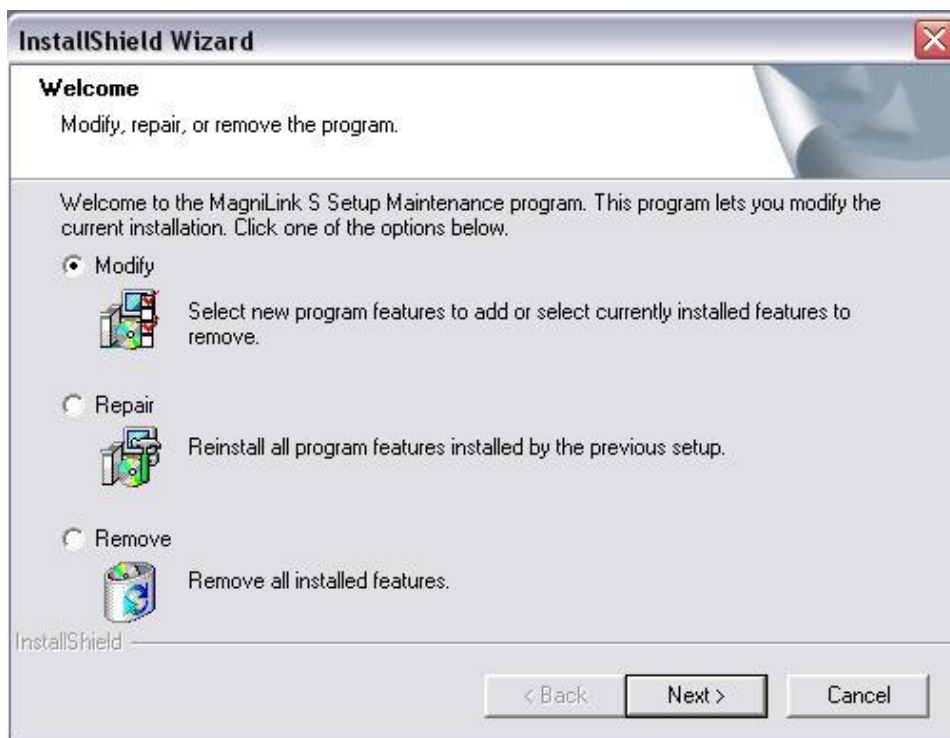 InstallShield Wizard
Welcome
Modify, repair, or remove the program.
Welcome to the MagniLink S Setup Maintenance program. This program lets you modify the
current installation. Click one of the options below.
Modify
Select new program features to add or select currently installed features to
remove.
Repair
Reinstall all program features installed by the previous setup.
Remove
Remove all installed features.
InstallShield
< Back
Next >
Cancel